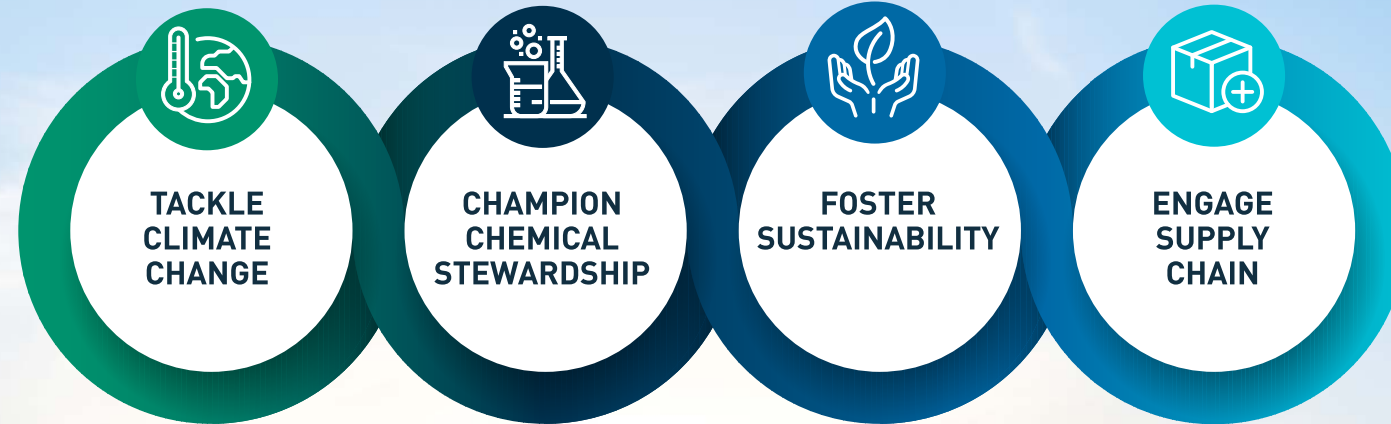 TACKLE
CLIMATE
CHANGE
CHAMPION
CHEMICAL
STEWARDSHIP
FOSTER
SUSTAINABILITY
ENGAGE
SUPPLY
CHAIN